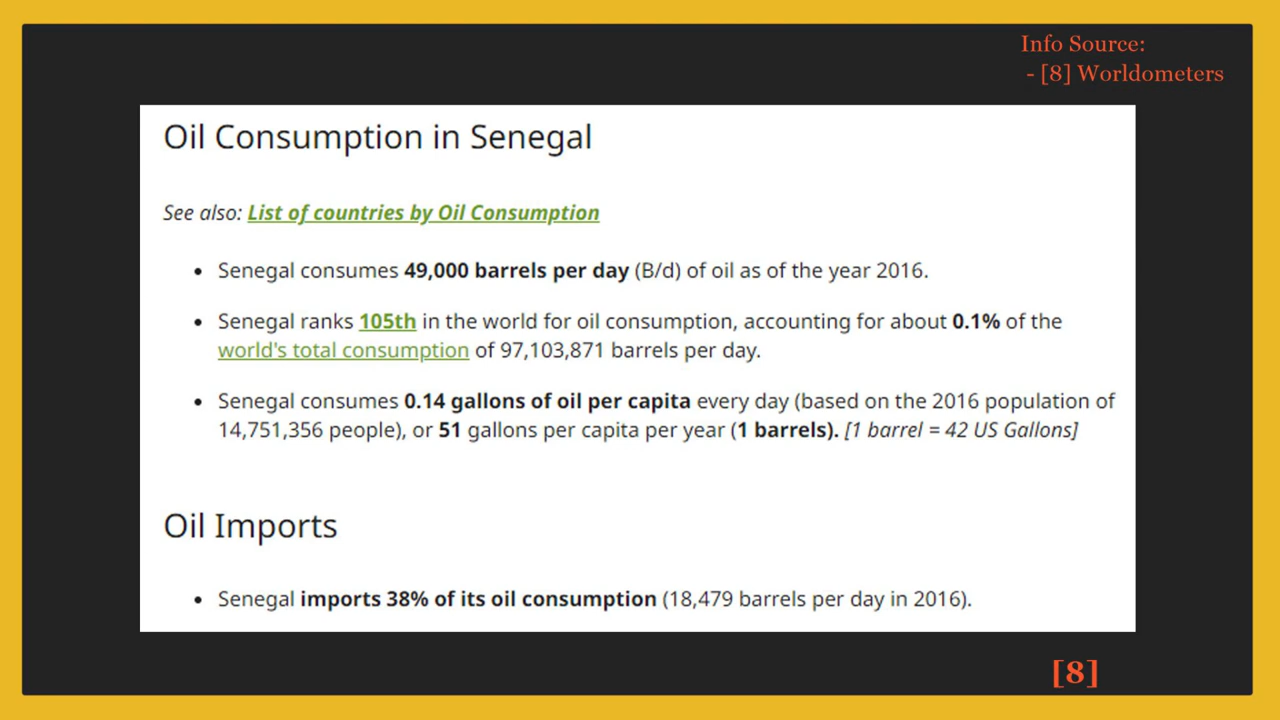 Info Source:
- [8] Worldometers
Oil Consumption in Senegal
See also: List of countries by Oil Consumption
• Senegal consumes 49,000 barrels per day (B/d) of oil as of the year 2016.
• Senegal ranks 105th in the world for oil consumption, accounting for about 0.1% of the
world's total consumption of 97,103,871 barrels per day.
• Senegal consumes 0.14 gallons of oil per capita every day (based on the 2016 population of
14,751,356 people), or 51 gallons per capita per year (1 barrels). [1 barrel = 42 US Gallons]
Oil Imports
• Senegal imports 38% of its oil consumption (18,479 barrels per day in 2016).
[8]